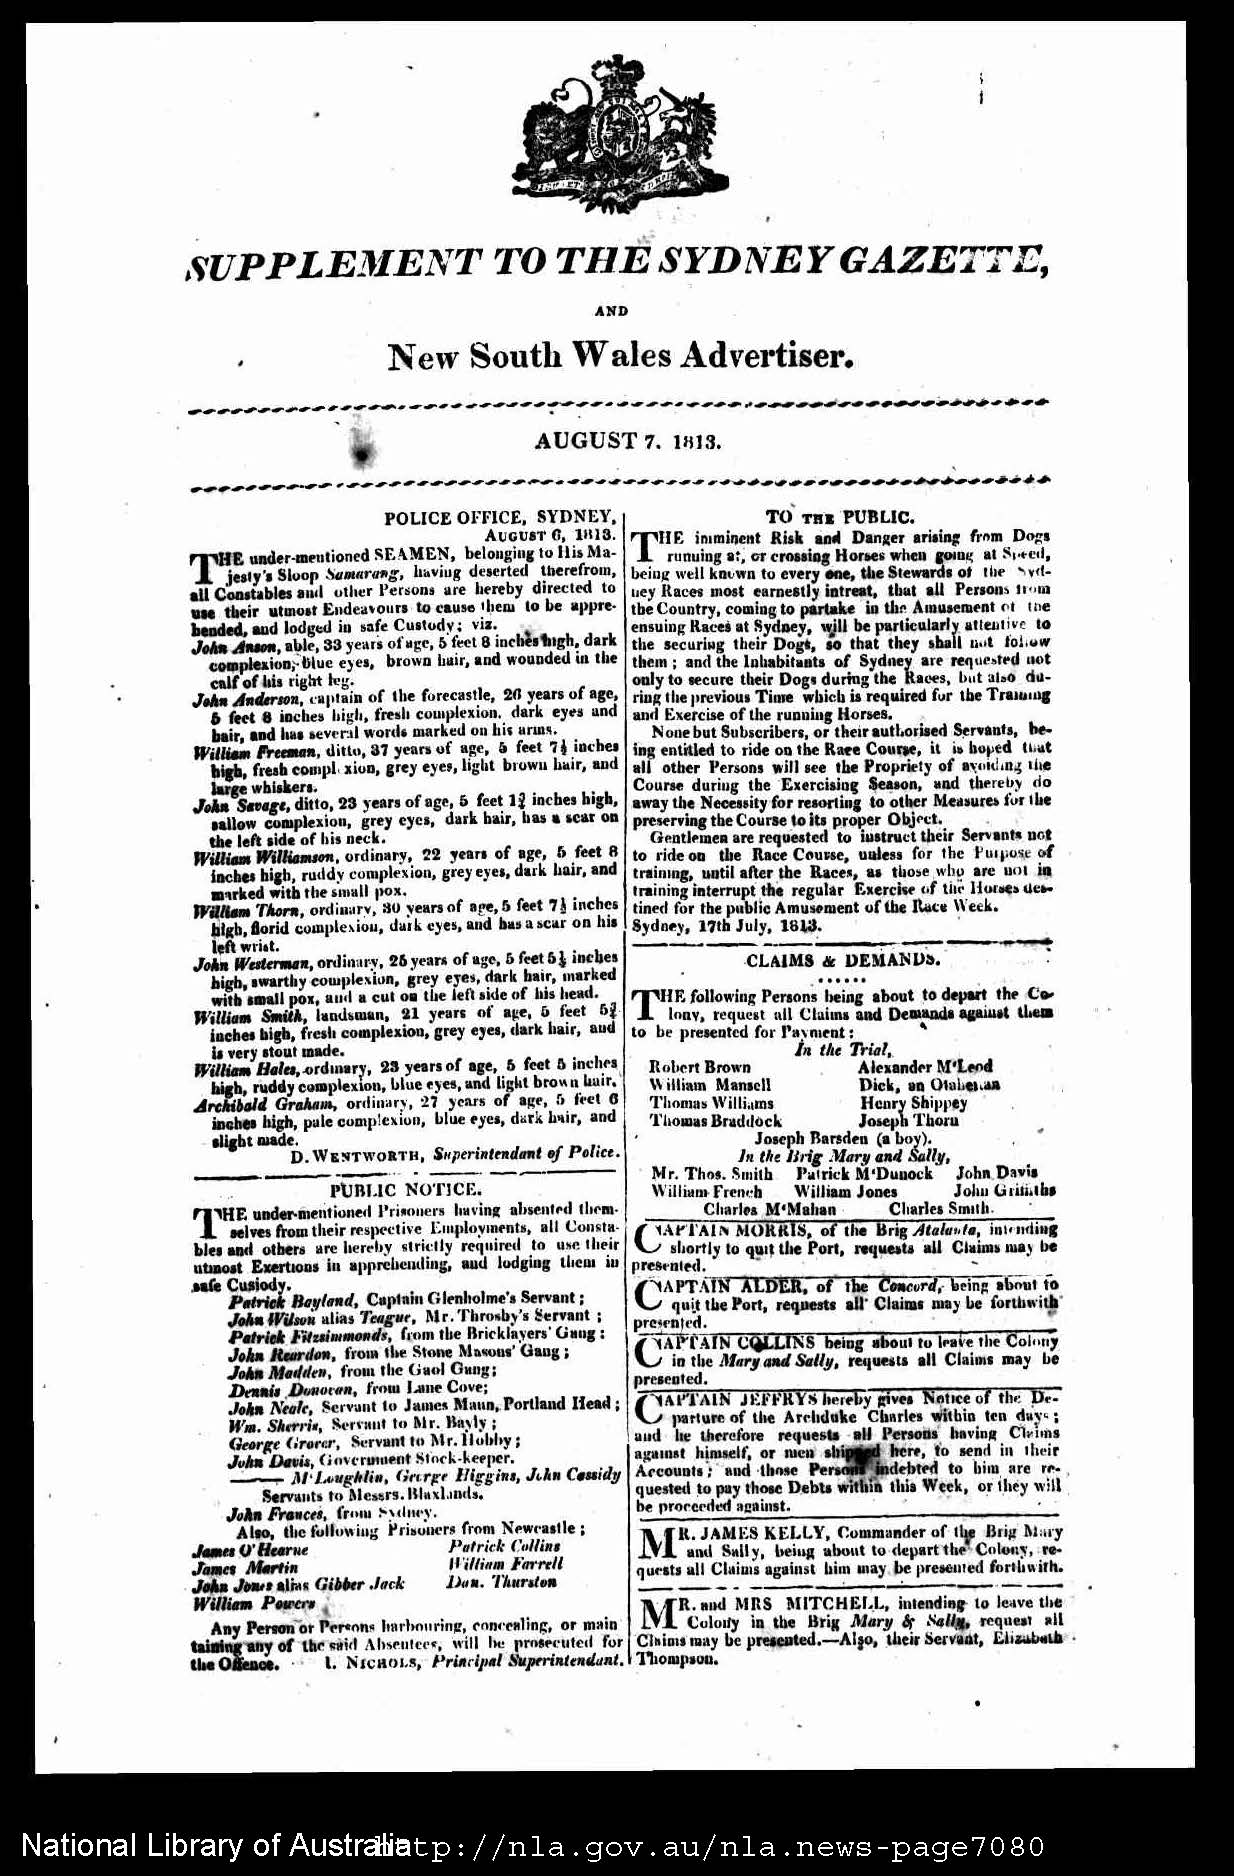 SUPPLEMENT TO THE SYDNEY GAZETTE,
AND
New South Wales Advertiser.
AUGUST 7. 1813.
POLICE OFFICE, SYDNEY,
AUGUST 6, 1813.
THE under-mentioned SEAMEN, belonging to His Ma-
jesty's Sloop Samarang, having deserted therefrom,
all Constables and other Persons are hereby directed to
use their utmost Endeavours to cause them to be appre-
hended, and lodged in safe Custody; viz.
John Anson, able, 33 years of age, 5 feet 8 inches high, dark
complexion, blue eyes, brown hair, and wounded in the
calf of his right leg.
John Anderson, captain of the forecastle, 26 years of age,
5 feet 8 inches high, fresh complexion, dark eyes and
hair, and has several words marked on his arms.
William Freeman, ditto, 37 years of age, 5 feet 7½ inches
high, fresh complexion, grey eyes, light brown hair, and
large whiskers.
John Savage, ditto, 23 years of age, 5 feet 1¾ inches high,
sallow complexion, grey eyes, dark hair, has a scar on
the left side of his neck.
William Williamson, ordinary, 22 years of age, 5 feet 8
inches high, ruddy complexion, grey eyes, dark hair, and
marked with the small pox.
William Thorn, ordinary, 30 years of age, 5 feet 7½ inches
high, florid complexion, dark eyes, and has a scar on his
left wrist.
John Westerman, ordinary, 25 years of age, 5 feet 5½ inches
high, swarthy complexion, grey eyes, dark hair, marked
with small pox, and a cut on the left side of his head.
William Smith, landsman, 21 years of age, 5 feet 5¾
inches high, fresh complexion, grey eyes, dark hair, and
is very stout made.
William Hales, ordinary, 23 years of age, 5 feet 5 inches
high, ruddy complexion, blue eyes, and light brown hair.
Archibald Graham, ordinary, 27 years of age, 5 feet 6
inches high, pale complexion, blue eyes, dark hair, and
slight made.
D. WENTWORTH, Superintendant of Police.
PUBLIC NOTICE.
THE under-mentioned Prisoners having absented them-
selves from their respective Employments, all Consta-
bles and others are hereby strictly required to use their
utmost Exertions in apprehending, and lodging them in
safe Custody.
Patrick Bayland, Captain Glenholme's Servant;
John Wilson alias Teague, Mr. Throsby's Servant;
Patrick Fitzsimmonds, from the Bricklayers' Gang:
John Reardon, from the Stone Masons' Gang;
John Madden, from the Gaol Gang;
Dennis Donovan, from Lane Cove;
John Neale, Servant to James Mann, Portland Head;
Wm. Sherris, Servant to Mr. Bayly;
George Grover, Servant to Mr. Hobby;
John Davis, Government Stock-keeper.
——— M'Loughlin, George Higgins, John Cassidy
Servants to Messrs. Blaxlands.
John Frances, from Sydney.
Also, the following Prisoners from Newcastle;
James O'Hearne Patrick Collins
James Martin William Farrell
John Jones alias Gibber Jack Dan. Thurston
William Powers
Any Person or Persons harbouring, concealing, or main
taining any of the said Absentees, will be prosecuted for
the Offence. I. NICHOLS, Principal Superintendant.
TO THE PUBLIC.
THE imminent Risk and Danger arising from Dogs
running at, or crossing Horses when going at Speed,
being well known to every one, the Stewards of the Syd-
ney Races most earnestly intreat, that all Persons from
the Country, coming to partake in the Amusement of the
ensuing Races at Sydney, will be particularly attentive to
the securing their Dogs, so that they shall not follow
them; and the Inhabitants of Sydney are requested not
only to secure their Dogs during the Races, but also du-
ring the previous Time which is required for the Training
and Exercise of the running Horses.
None but Subscribers, or their authorised Servants, be-
ing entitled to ride on the Race Course, it is hoped that
all other Persons will see the Propriety of avoiding the
Course during the Exercising Season, and thereby do
away the Necessity for resorting to other Measures for the
preserving the Course to its proper Object.
Gentlemen are requested to instruct their Servants not
to ride on the Race Course, unless for the Purpose of
training, until after the Races, as those who are not in
training interrupt the regular Exercise of the Horses des-
tined for the public Amusement of the Race Week.
Sydney, 17th July, 1813.
CLAIMS & DEMANDS.
THE following Persons being about to depart the Co-
lony, request all Claims and Demands against them
to be presented for Payment:
In the Trial,
Robert Brown Alexander M'Leod
William Mansell Dick, an Otaheitan
Thomas Williams Henry Shippey
Thomas Braddock Joseph Thorn
Joseph Barsden (a boy).
In the Brig Mary and Sally,
Mr. Thos. Smith Patrick M'Dunock John Davis
William French William Jones John Griffiths
Charles M'Mahan Charles Smith.
CAPTAIN MORRIS, of the Brig Atalanta, intending
shortly to quit the Port, requests all Claims may be
presented.
CAPTAIN ALDER, of the Concord, being about to
quit the Port, requests all Claims may be forthwith
presented.
CAPTAIN COLLINS being about to leave the Colony
in the Mary and Sally, requests all Claims may be
presented.
CAPTAIN JEFFRYS hereby gives Notice of the De-
parture of the Archduke Charles within ten days;
and he therefore requests all Persons having Claims
against himself, or men shipped here, to send in their
Accounts; and those Persons indebted to him are re-
quested to pay those Debts within this Week, or they will
be proceeded against.
MR. JAMES KELLY, Commander of the Brig Mary
and Sally, being about to depart the Colony, re-
quests all Claims against him may be presented forthwith.
MR. and MRS MITCHELL, intending to leave the
Colony in the Brig Mary & Sally, request all
Claims may be presented.—Also, their Servant, Elizabeth
Thompson.
National Library of Australia http://nla.gov.au/nla.news-page7080